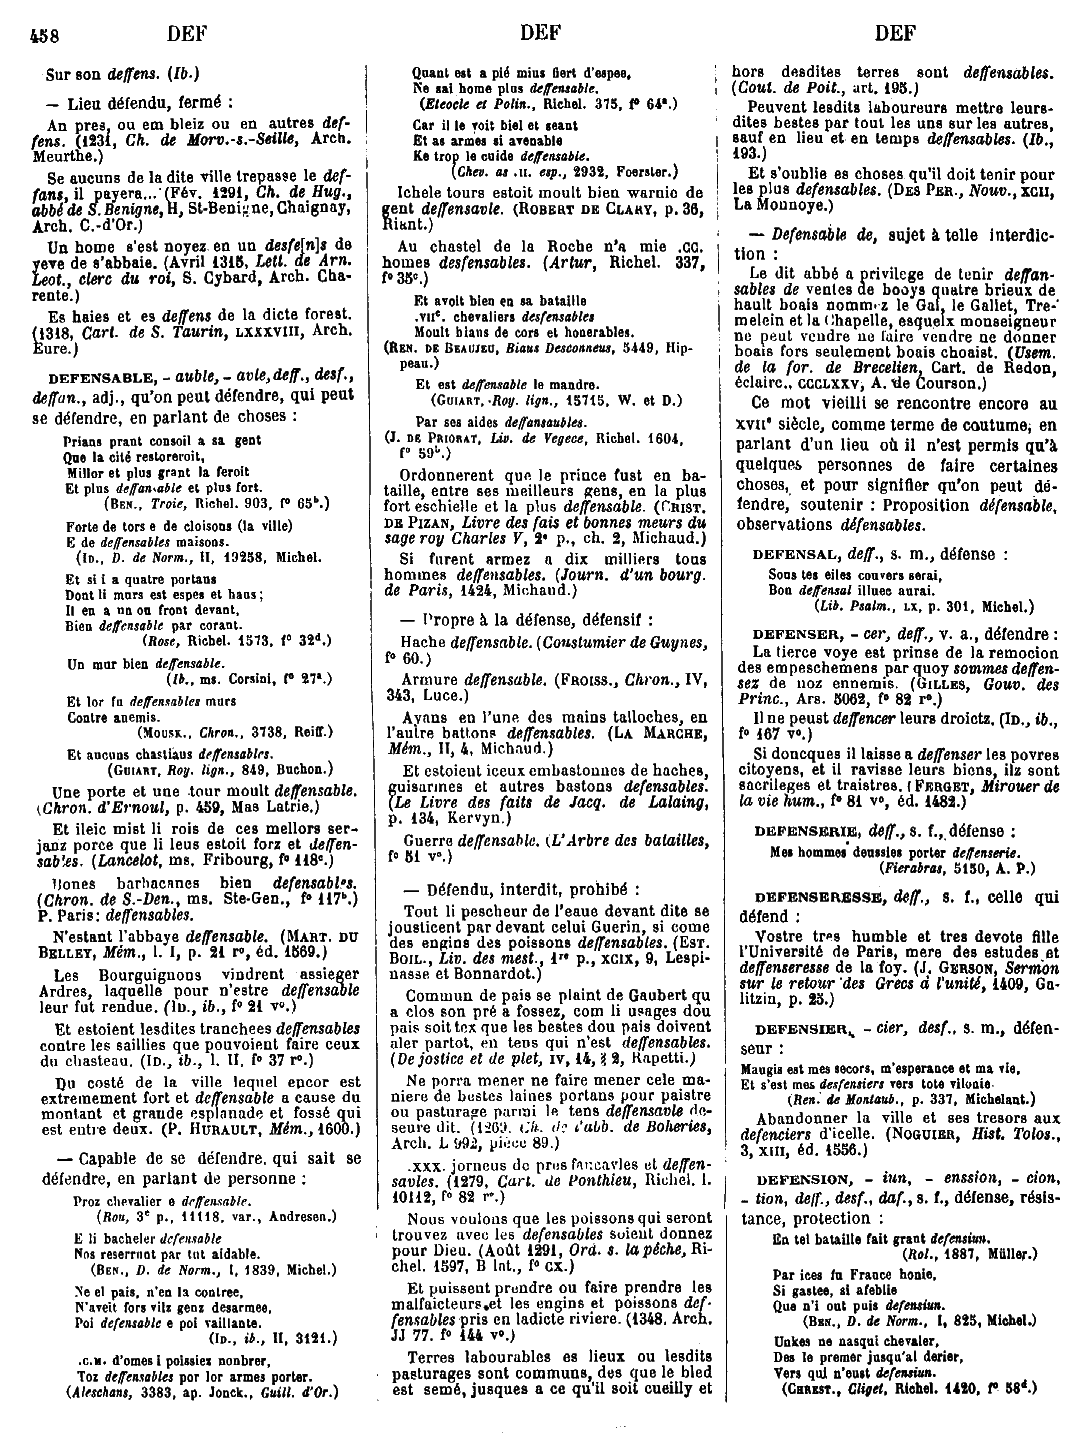 458 DEF DEF DEF
Sur son deffens. (Ib.)
— Lieu défendu, fermé :
An pres, ou em bleiz ou en autres def-
fens. (1231, Ch. de Morv.-s.-Seille, Arch.
Meurthe.)
Se aucuns de la dite ville trepasse le def-
fans, il payera... (Fév. 1291, Ch. de Hug.,
abbé de S. Benigne, H, St-Benigne, Chaignay,
Arch. C.-d'Or.)
Un home s'est noyez en un desfe[n]s de
yeve de s'abbaie. (Avril 1315, Lett. de Arn.
Leot., clerc du roi, S. Cybard, Arch. Cha-
rente.)
Es haies et es deffens de la dicte forest.
(1318, Cart. de S. Taurin, LXXXVIII, Arch.
Eure.)
DEFENSABLE, - auble, - avle, deff., desf.,
deffan., adj., qu'on peut défendre, qui peut
se défendre, en parlant de choses :
Prians prant consoil a sa gent
Que la cité restoreroit,
Millor et plus grant la feroit
Et plus deffansable et plus fort.
(BEN., Troie, Richel. 903, f° 65ᵇ.)
Forte de tors e de cloisons (la ville)
E de deffensables maisons.
(ID., D. de Norm., II, 19258, Michel.
Et si i a quatre portaus
Dont li murs est espes et haus ;
Il en a un ou front devant,
Bien deffensable par corant.
(Rose, Richel. 1573, f° 32ᵈ.)
Un mur bien deffensable.
(Ib., ms. Corsini, f° 27ᵃ.)
Et lor fu deffensables murs
Contre anemis.
(MOUSK., Chron., 3738, Reiff.)
Et aucuns chastiaus deffensables.
(GUIART, Roy. lign., 849, Buchon.)
Une porte et une tour moult deffensable.
(Chron. d'Ernoul, p. 459, Mas Latrie.)
Et ileic mist li rois de ces mellors ser-
janz porce que li leus estoit forz et deffen-
sables. (Lancelot, ms. Fribourg, f° 118ᶜ.)
Bones barbacannes bien defensables.
(Chron. de S.-Den., ms. Ste-Gen., f° 117ᵇ.)
P. Paris: deffensables.
N'estant l'abbaye deffensable. (MART. DU
BELLEY, Mém., l. I, p. 21 r°, éd. 1569.)
Les Bourguignons vindrent assieger
Ardres, laquelle pour n'estre deffensable
leur fut rendue. (ID., ib., f° 21 v°.)
Et estoient lesdites tranchees deffensables
contre les saillies que pouvoient faire ceux
du chasteau. (ID., ib., l. II, f° 37 r°.)
Du costé de la ville lequel encor est
extremement fort et deffensable a cause du
montant et grande esplanade et fossé qui
est entre deux. (P. HURAULT, Mém., 1600.)
— Capable de se défendre, qui sait se
défendre, en parlant de personne :
Proz chevalier e deffensable.
(Rou, 3ᵉ p., 11118, var., Andresen.)
E li bacheler defensable
Nos reserruot par tut aidable.
(BEN., D. de Norm., I, 1839, Michel.)
Ne el pais, n'en la contree,
N'aveit fors vilz genz desarmee,
Poi defensable e poi vaillante.
(ID., ib., II, 3121.)
.C.M. d'omes i poissiez nonbrer,
Toz deffensables por lor armes porter.
(Aleschans, 3383, ap. Jonck., Guill. d'Or.)
Quant est a pié mius fiert d'espee,
Ne sai home plus deffensable.
(Eteocle et Polin., Richel. 375, f° 64ᵃ.)
Car il le voit biel et seant
Et as armes si avenable
Ke trop le cuide deffensable.
(Chev. as .II. esp., 2932, Foerster.)
Ichele tours estoit moult bien warnie de
gent deffensavle. (ROBERT DE CLARY, p. 36,
Riant.)
Au chastel de la Roche n'a mie .CC.
homes desfensables. (Artur, Richel. 337,
f° 35ᶜ.)
Et avoit bien en sa bataille
.VIIᶜ. chevaliers desfensables
Moult biaus de cors et honerables.
(REN. DE BEAUJEU, Biaus Desconneus, 5449, Hip-
peau.)
Et est deffensable le mandre.
(GUIART, Roy. lign., 15715, W. et D.)
Par ses aides deffansaubles.
(J. DE PRIORAT, Liv. de Vegece, Richel. 1604,
f° 59ᵇ.)
Ordonnerent que le prince fust en ba-
taille, entre ses meilleurs gens, en la plus
fort eschielle et la plus deffensable. (CHRIST.
DE PIZAN, Livre des fais et bonnes meurs du
sage roy Charles V, 2ᵉ p., ch. 2, Michaud.)
Si furent armez a dix milliers tous
hommes deffensables. (Journ. d'un bourg.
de Paris, 1424, Michaud.)
— Propre à la défense, défensif :
Hache deffensable. (Coustumier de Guynes,
f° 60.)
Armure deffensable. (FROISS., Chron., IV,
343, Luce.)
Ayans en l'une des mains talloches, en
l'aultre battons deffensables. (LA MARCHE,
Mém., II, 4, Michaud.)
Et estoient iceux embastonnes de haches,
guisarmes et autres bastons defensables.
(Le Livre des faits de Jacq. de Lalaing,
p. 134, Kervyn.)
Guerre deffensable. (L'Arbre des batailles,
f° 51 v°.)
— Défendu, interdit, prohibé :
Tout li pescheur de l'eaue devant dite se
jousticent par devant celui Guerin, si come
des engins des poissons deffensables. (EST.
BOIL., Liv. des mest., 1ʳᵉ p., XCIX, 9, Lespi-
nasse et Bonnardot.)
Commun de pais se plaint de Gaubert qu
a clos son pré a fossez, com li usages dou
pais soit tex que les bestes dou pais doivent
aler partot, en tens qui n'est deffensables.
(De jostice et de plet, IV, 14, § 2, Rapetti.)
Ne porra mener ne faire mener cele ma-
niere de bestes laines portans pour paistre
ou pasturage parmi le tens deffensavle de-
seure dit. (1269. Ch. de l'abb. de Boheries,
Arch. L 992, pièce 89.)
.XXX. jorneus de pres faucavles et deffen-
savles. (1279, Cart. de Ponthieu, Richel. l.
10112, f° 82 r°.)
Nous voulons que les poissons qui seront
trouvez avec les defensables soient donnez
pour Dieu. (Août 1291, Ord. s. la pêche, Ri-
chel. 1597, B Int., f° CX.)
Et puissent prendre ou faire prendre les
malfaicteurs et les engins et poissons def-
fensables pris en ladicte riviere. (1348. Arch.
JJ 77, f° 144 v°.)
Terres labourables es lieux ou lesdits
pasturages sont communs, des que le bled
est semé, jusques a ce qu'il soit cueilly et
hors desdites terres sont deffensables.
(Cout. de Poit., art. 195.)
Peuvent lesdits laboureurs mettre leurs-
dites bestes par tout les uns sur les autres,
sauf en lieu et en temps deffensables. (Ib.,
193.)
Et s'oublie es choses qu'il doit tenir pour
les plus defensables. (DES PER., Nouv., XCII,
La Monnoye.)
— Defensable de, sujet à telle interdic-
tion :
Le dit abbé a privilege de tenir deffan-
sables de ventes de booys quatre brieux de
hault boais nommez le Gal, le Gallet, Tre-
melein et la Chapelle, esquelx monseigneur
ne peut vendre ne faire vendre ne donner
boais fors seulement boais choaist. (Usem.
de la for. de Brecelien, Cart. de Redon,
éclairc., CCCLXXV, A. de Courson.)
Ce mot vieilli se rencontre encore au
XVIIᵉ siècle, comme terme de coutume, en
parlant d'un lieu où il n'est permis qu'à
quelques personnes de faire certaines
choses, et pour signifier qu'on peut dé-
fendre, soutenir : Proposition défensable,
observations défensables.
DEFENSAL, deff., s. m., défense :
Sous tes eiles couvers serai,
Bon deffensal illuec aurai.
(Lib. Psalm., LX, p. 301, Michel.)
DEFENSER, - cer, deff., v. a., défendre :
La tierce voye est prinse de la remocion
des empeschemens par quoy sommes deffen-
sez de noz ennemis. (GILLES, Gouv. des
Princ., Ars. 5062, f° 82 r°.)
Il ne peust deffencer leurs droictz. (ID., ib.,
f° 167 v°.)
Si doncques il laisse a deffenser les povres
citoyens, et il ravisse leurs biens, ilz sont
sacrileges et traistres. (FERGET, Mirouer de
la vie hum., f° 81 v°, éd. 1482.)
DEFENSERIE, deff., s. f., défense :
Mes hommes deussies porter deffenserie.
(Fierabras, 5150, A. P.)
DEFENSERESSE, deff., s. f., celle qui
défend :
Vostre tres humble et tres devote fille
l'Université de Paris, mere des estudes et
deffenseresse de la foy. (J. GERSON, Sermon
sur le retour des Grecs à l'unité, 1409, Ga-
litzin, p. 25.)
DEFENSIER, - cier, desf., s. m., défen-
seur :
Maugis est mes secors, m'esperance et ma vie,
Et s'est mes desfensiers vers tote vilonie.
(Ren. de Montaub., p. 337, Michelant.)
Abandonner la ville et ses tresors aux
defenciers d'icelle. (NOGUIER, Hist. Tolos.,
3, XIII, éd. 1556.)
DEFENSION, - iun, - enssion, - cion,
- tion, deff., desf., daf., s. f., défense, résis-
tance, protection :
En tel bataille fait grant defensiun.
(Rol., 1887, Müller.)
Par ices fu France honie,
Si gastee, si afeblie
Que n'i out puis defensiun.
(BEN., D. de Norm., I, 825, Michel.)
Unkes ne nasqui chevaler,
Des le premer jusqu'al derier,
Vers qui n'eust defensiun.
(CHREST., Cliget, Richel. 1420, f° 58ᵈ.)